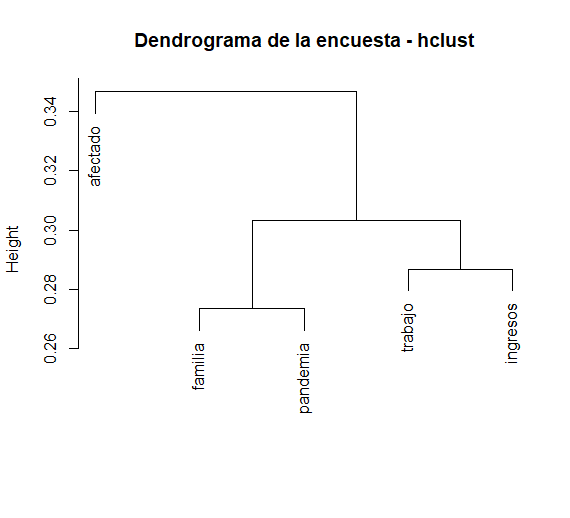 Dendrograma de la encuesta - hclust
Height
0.34
0.32
0.30
0.28
0.26
afectado
familia
pandemia
trabajo
ingresos